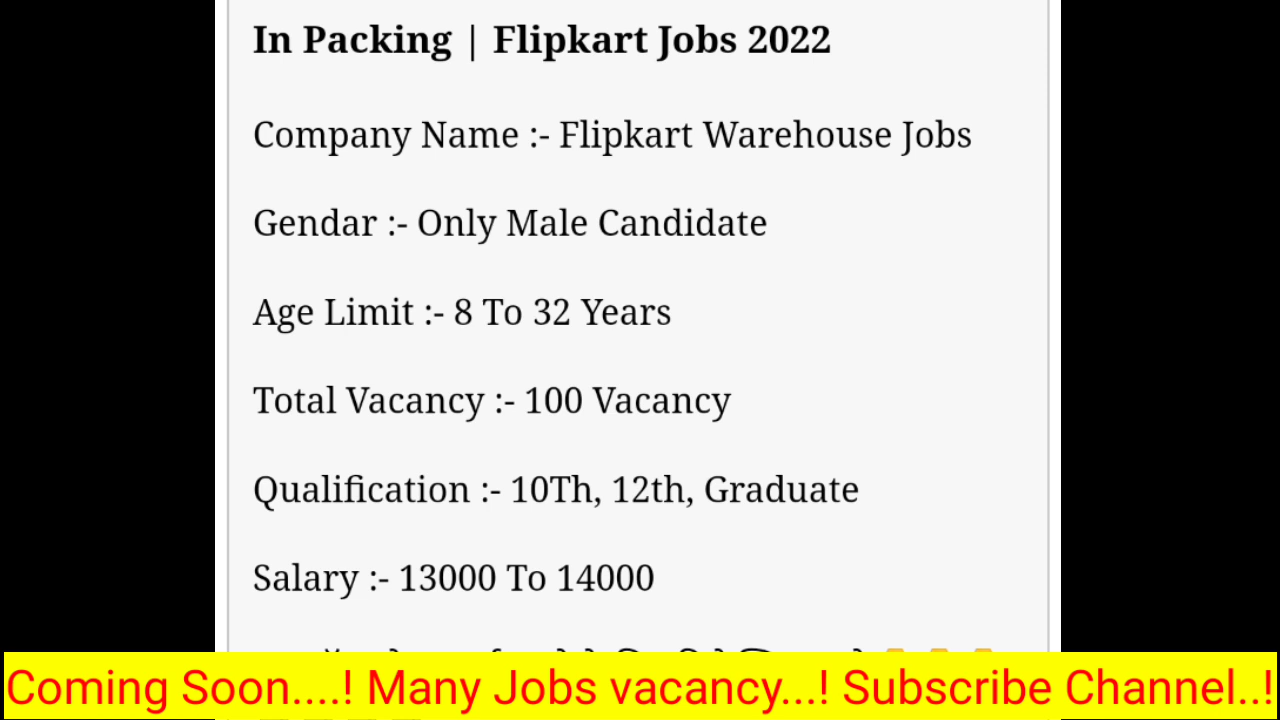 In Packing | Flipkart Jobs 2022
Company Name :- Flipkart Warehouse Jobs
Gendar :- Only Male Candidate
Age Limit :- 8 To 32 Years
Total Vacancy :- 100 Vacancy
Qualification :- 10Th, 12th, Graduate
Salary :- 13000 To 14000
Coming Soon....! Many Jobs vacancy...! Subscribe Channel..!